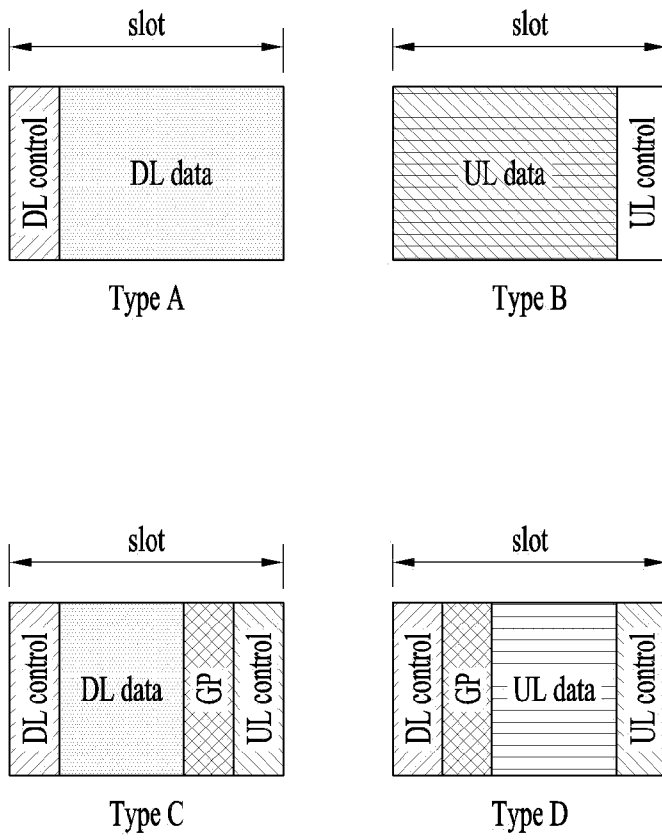 slot
slot
DL control
DL data
UL data
UL control
Type A
Type B
slot
slot
DL control
DL data
GP
UL control
DL control
GP
UL data
UL control
Type C
Type D